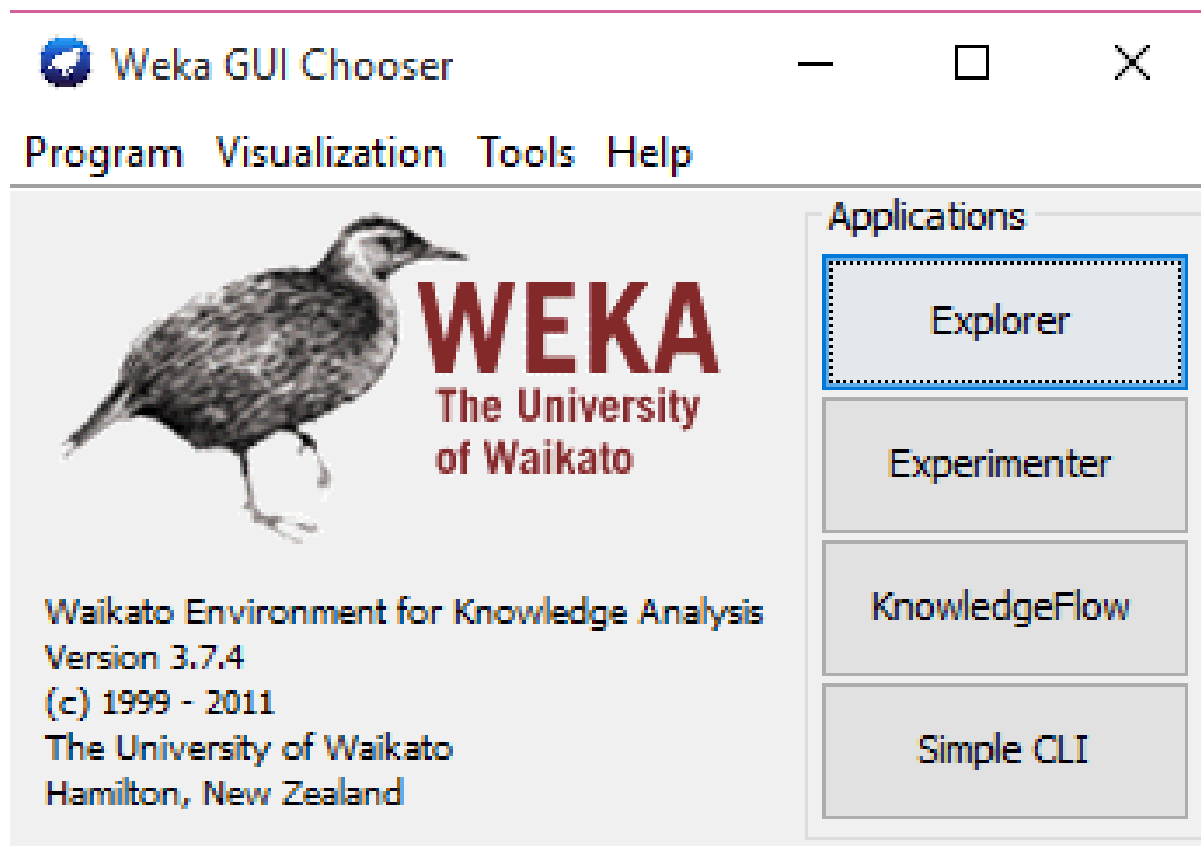 Weka GUI Chooser
Program Visualization Tools Help
WEKA
The University
of Waikato
Waikato Environment for Knowledge Analysis
Version 3.7.4
(c) 1999 - 2011
The University of Waikato
Hamilton, New Zealand
Applications
Explorer
Experimenter
KnowledgeFlow
Simple CLI